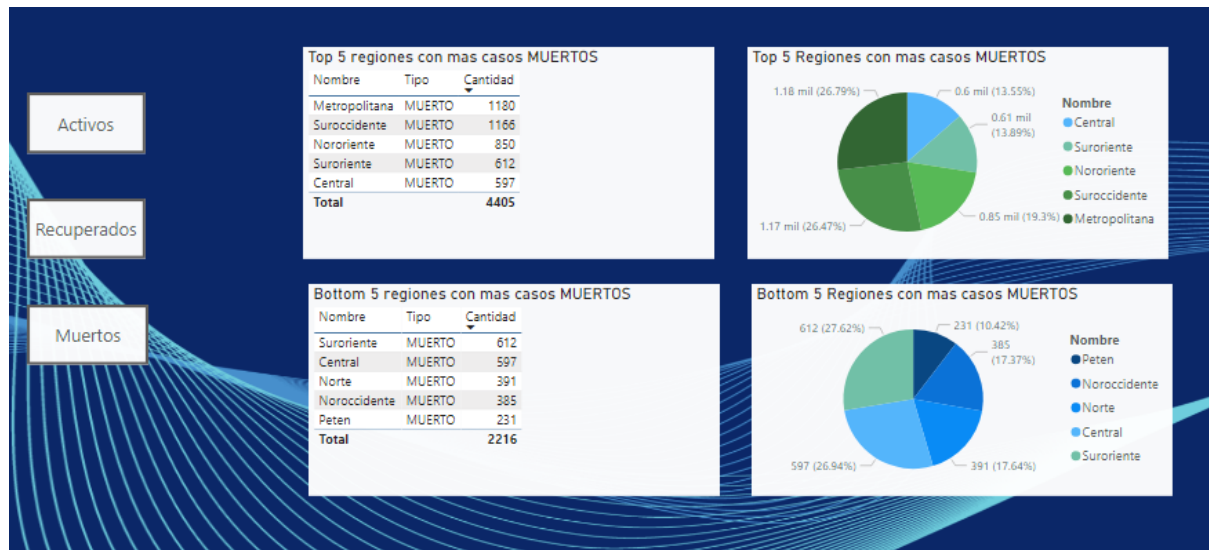 Activos
Recuperados
Muertos
Top 5 regiones con mas casos MUERTOS
Nombre Tipo Cantidad
Metropolitana MUERTO 1180
Suroccidente MUERTO 1166
Nororiente MUERTO 850
Suroriente MUERTO 612
Central MUERTO 597
Total 4405
Top 5 Regiones con mas casos MUERTOS
1.18 mil (26.79%)
0.6 mil (13.55%)
0.61 mil
(13.89%)
0.85 mil (19.3%)
1.17 mil (26.47%)
Nombre
Central
Suroriente
Nororiente
Suroccidente
Metropolitana
Bottom 5 regiones con mas casos MUERTOS
Nombre Tipo Cantidad
Suroriente MUERTO 612
Central MUERTO 597
Norte MUERTO 391
Noroccidente MUERTO 385
Peten MUERTO 231
Total 2216
Bottom 5 Regiones con mas casos MUERTOS
612 (27.62%)
231 (10.42%)
385
(17.37%)
391 (17.64%)
597 (26.94%)
Nombre
Peten
Noroccidente
Norte
Central
Suroriente